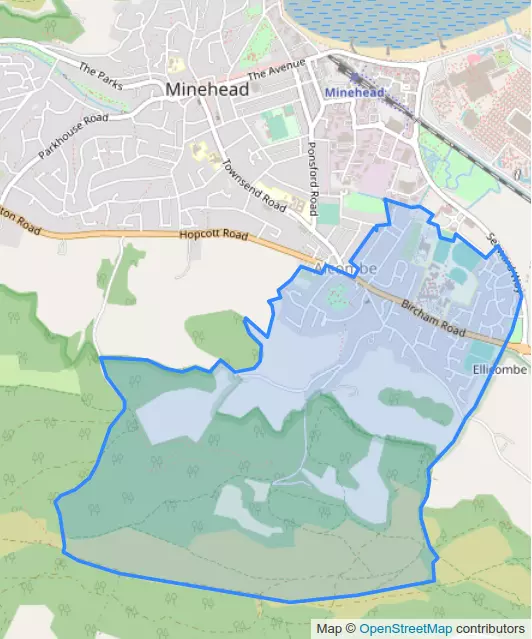 The Parks
The Avenue
Minehead
Minehead
Parkhouse Road
Ponsford Road
Townsend Road
ton Road
Hopcott Road
Seaward Way
Alcombe
Bircham Road
Ellicombe
Map © OpenStreetMap contributors